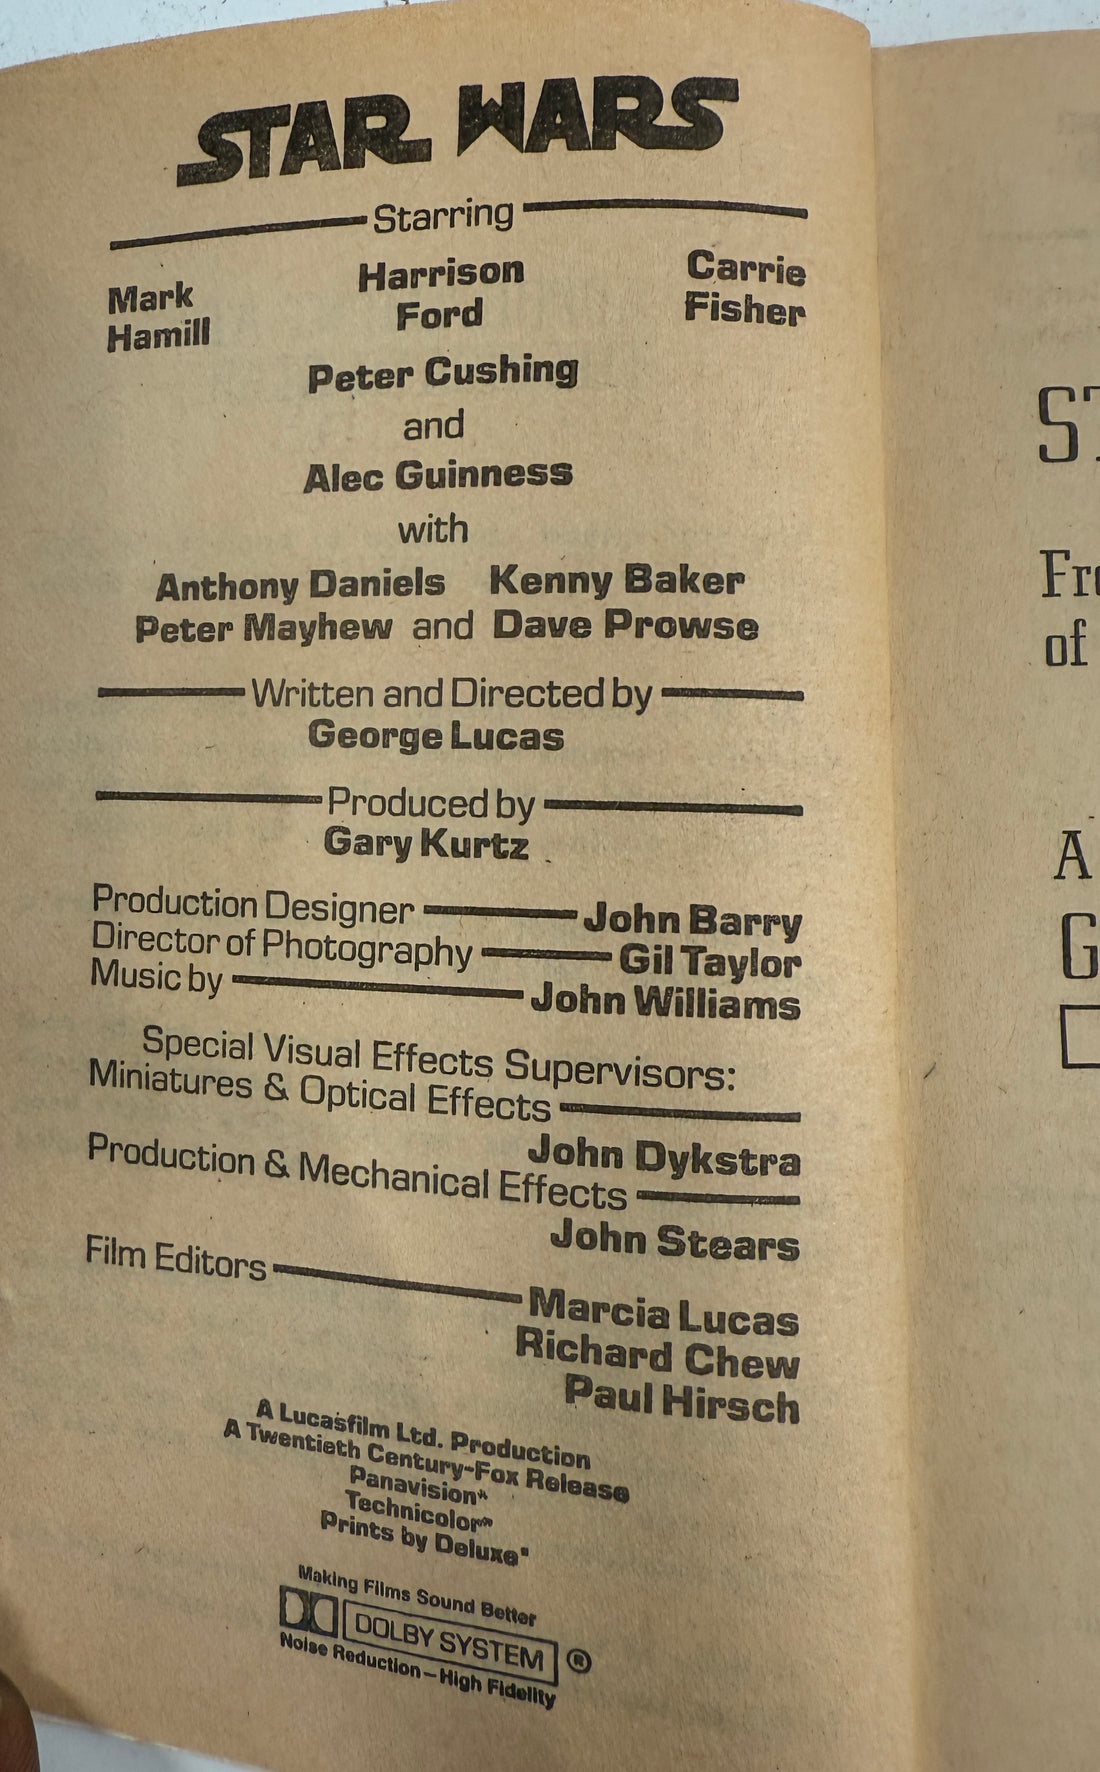 STAR WARS
Starring
Mark Hamill
Harrison Ford
Carrie Fisher
Peter Cushing
and
Alec Guinness
with
Anthony Daniels Kenny Baker
Peter Mayhew and Dave Prowse
Written and Directed by
George Lucas
Produced by
Gary Kurtz
Production Designer John Barry
Director of Photography Gil Taylor
Music by John Williams
Special Visual Effects Supervisors:
Miniatures & Optical Effects
John Dykstra
Production & Mechanical Effects
John Stears
Film Editors
Marcia Lucas
Richard Chew
Paul Hirsch
A Lucasfilm Ltd. Production
A Twentieth Century-Fox Release
Panavision®
Technicolor®
Prints by Deluxe®
Making Films Sound Better
DOLBY SYSTEM ®
Noise Reduction – High Fidelity
of
A